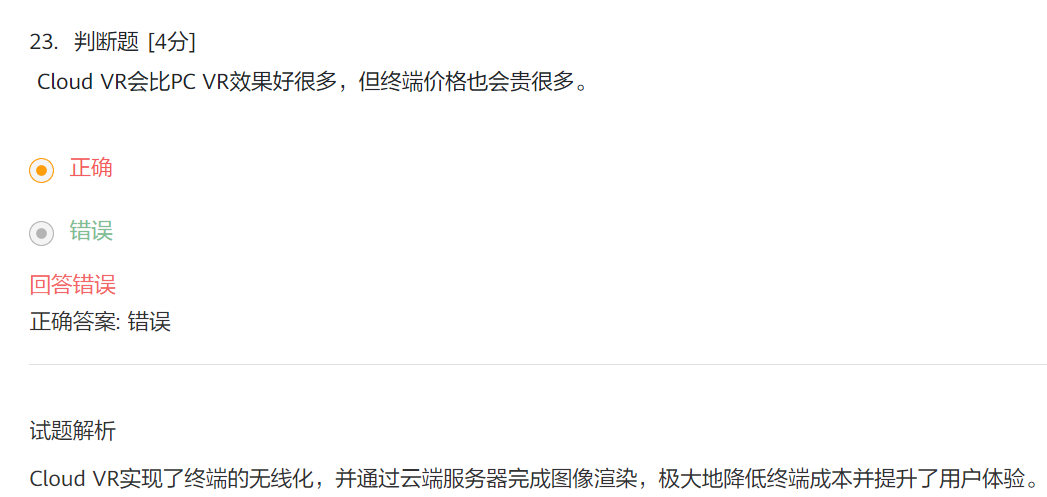 23. 判断题 [4分]
Cloud VR会比PC VR效果好很多，但终端价格也会贵很多。
正确
错误
回答错误
正确答案: 错误
试题解析
Cloud VR实现了终端的无线化，并通过云端服务器完成图像渲染，极大地降低终端成本并提升了用户体验。